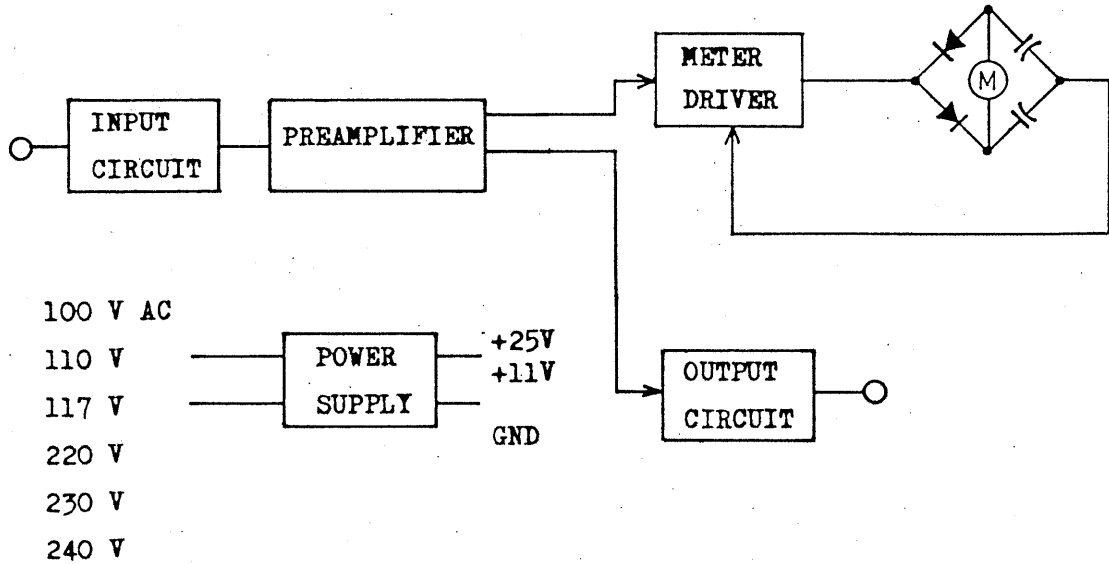 METER
DRIVER
M
INPUT
CIRCUIT
PREAMPLIFIER
100 V AC
110 V
117 V
220 V
230 V
240 V
POWER
SUPPLY
+25V
+11V
GND
OUTPUT
CIRCUIT